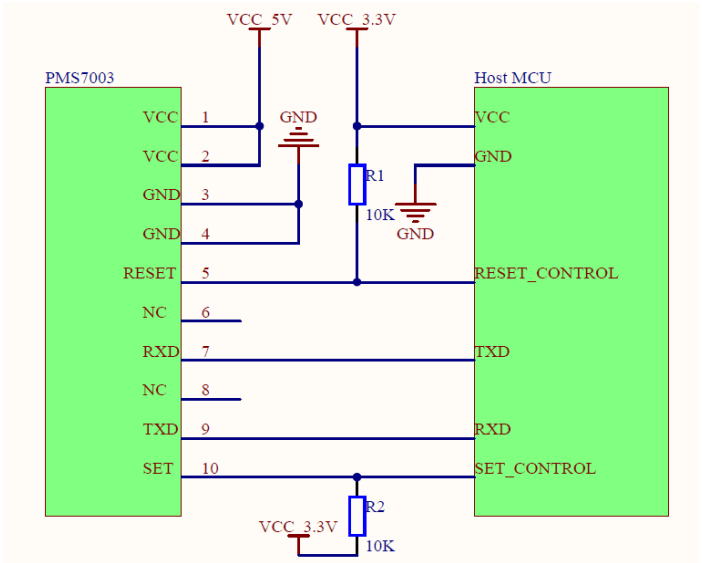 VCC_5V VCC_3.3V
PMS7003 Host MCU
VCC 1 GND VCC
VCC 2 GND
GND 3 R1
10K
GND 4 GND
RESET 5 RESET_CONTROL
NC 6
RXD 7 TXD
NC 8
TXD 9 RXD
SET 10 SET_CONTROL
R2
VCC_3.3V
10K